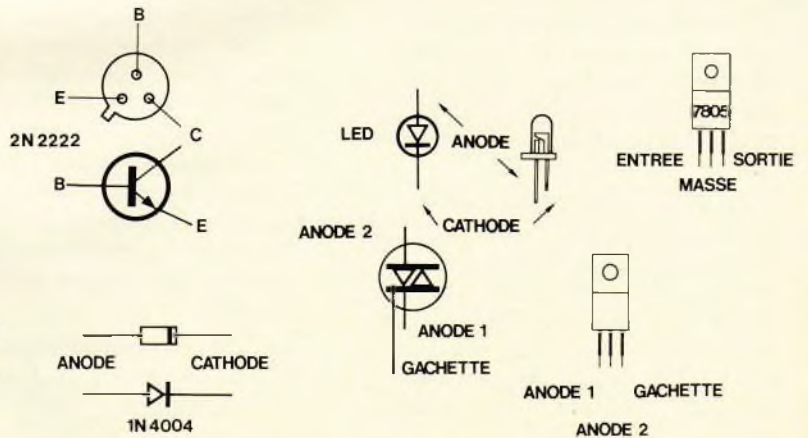 B
E
C
2N 2222
B
E
ANODE
CATHODE
1N 4004
LED
ANODE
CATHODE
ANODE 2
ANODE 1
GACHETTE
7805
ENTREE
SORTIE
MASSE
ANODE 1
GACHETTE
ANODE 2